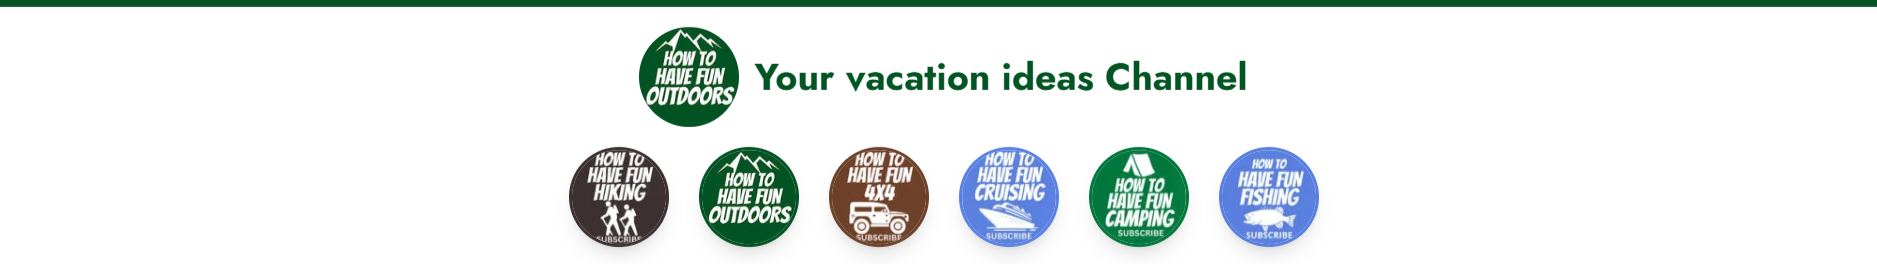 HOW TO
HAVE FUN
OUTDOORS
Your vacation ideas Channel
HOW TO
HAVE FUN
HIKING
SUBSCRIBE
HOW TO
HAVE FUN
OUTDOORS
HOW TO
HAVE FUN
4X4
SUBSCRIBE
HOW TO
HAVE FUN
CRUISING
SUBSCRIBE
HOW TO
HAVE FUN
CAMPING
SUBSCRIBE
HOW TO
HAVE FUN
FISHING
SUBSCRIBE